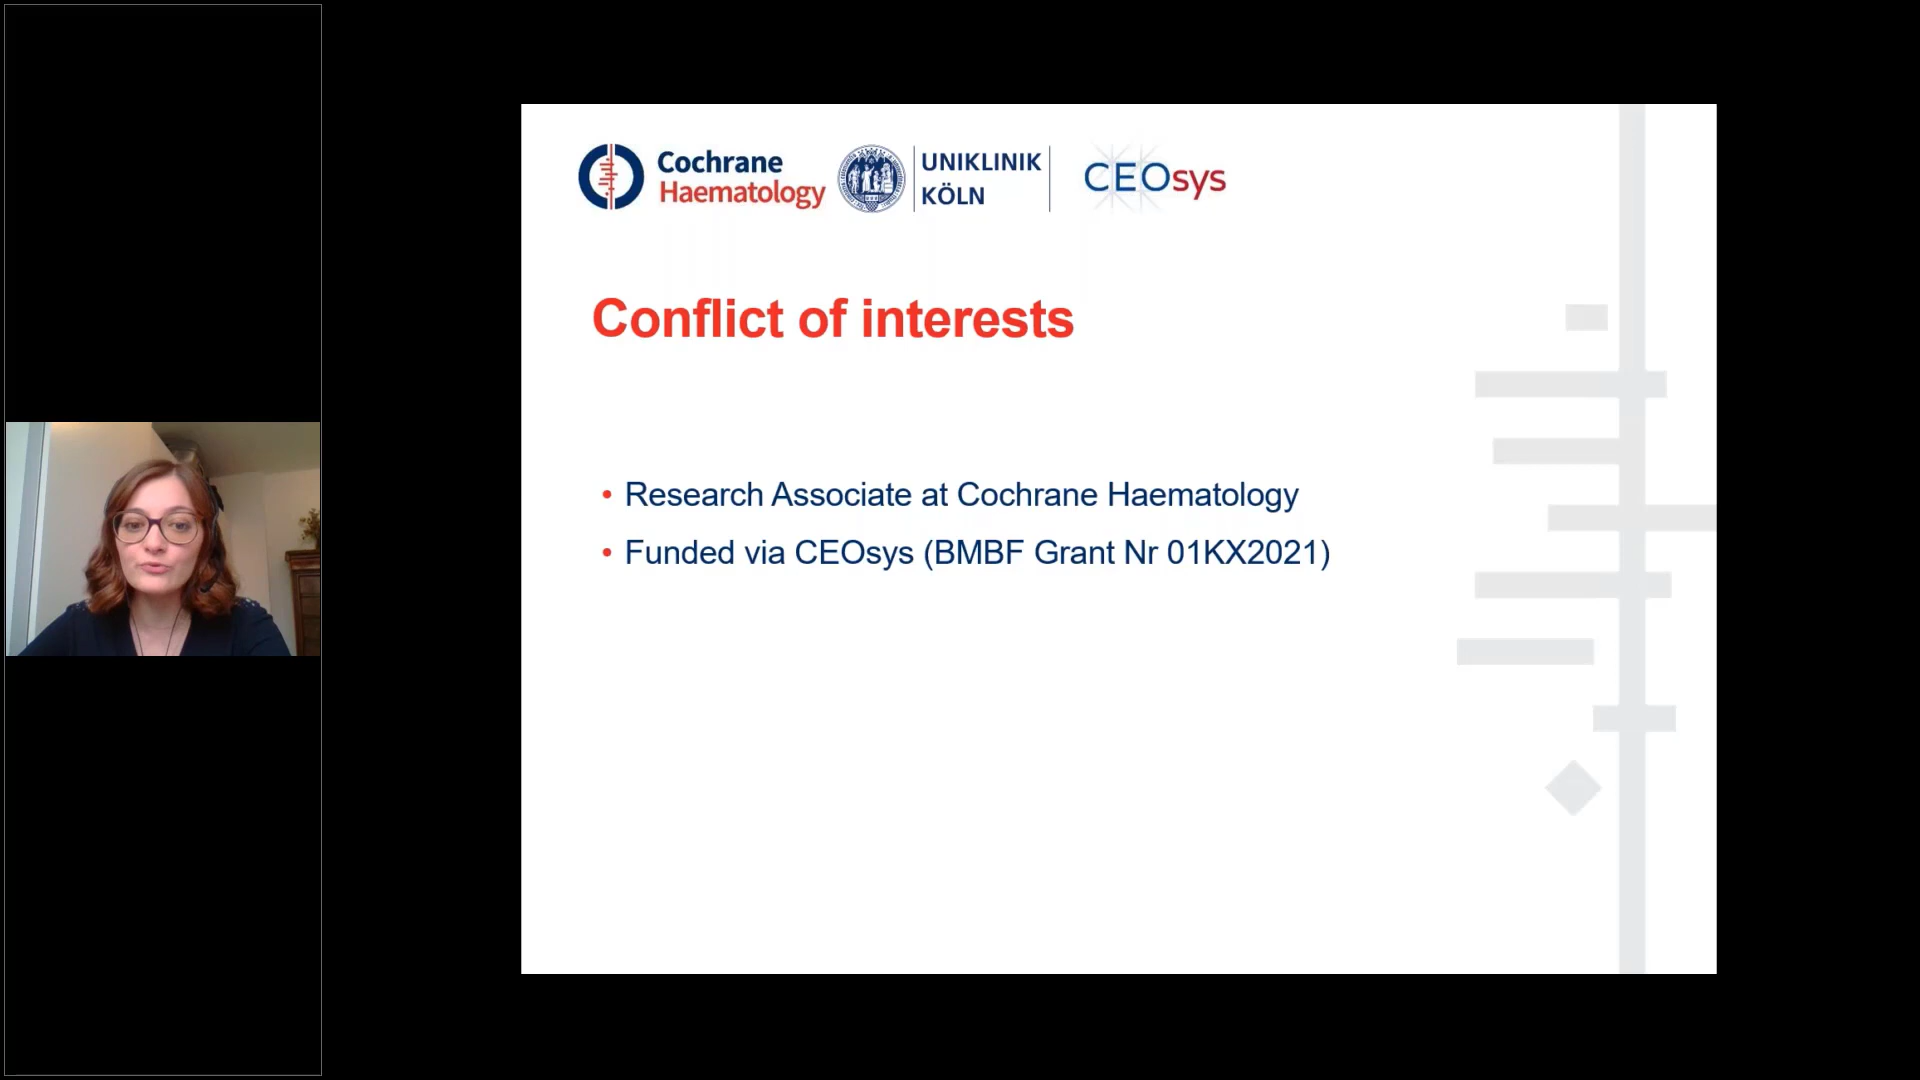 Cochrane
Haematology
UNIKLINIK
KÖLN
CEOsys
Conflict of interests
• Research Associate at Cochrane Haematology
• Funded via CEOsys (BMBF Grant Nr 01KX2021)